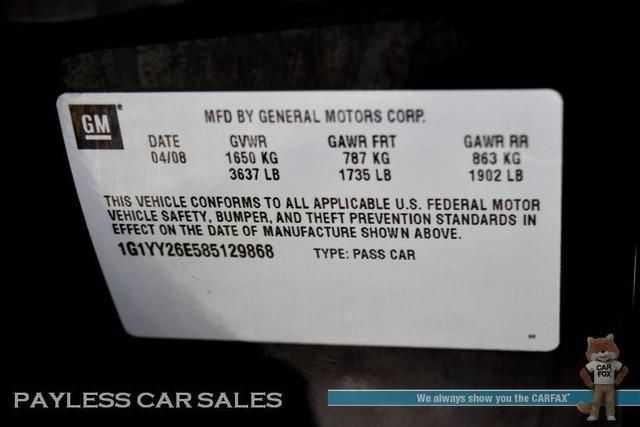 GM
MFD BY GENERAL MOTORS CORP.
DATE GVWR GAWR FRT GAWR RR
04/08 1650 KG 787 KG 863 KG
3637 LB 1735 LB 1902 LB
THIS VEHICLE CONFORMS TO ALL APPLICABLE U.S. FEDERAL MOTOR
VEHICLE SAFETY, BUMPER, AND THEFT PREVENTION STANDARDS IN
EFFECT ON THE DATE OF MANUFACTURE SHOWN ABOVE.
1G1YY26E585129868 TYPE: PASS CAR
PAYLESS CAR SALES
We always show you the CARFAX
CAR
FOX